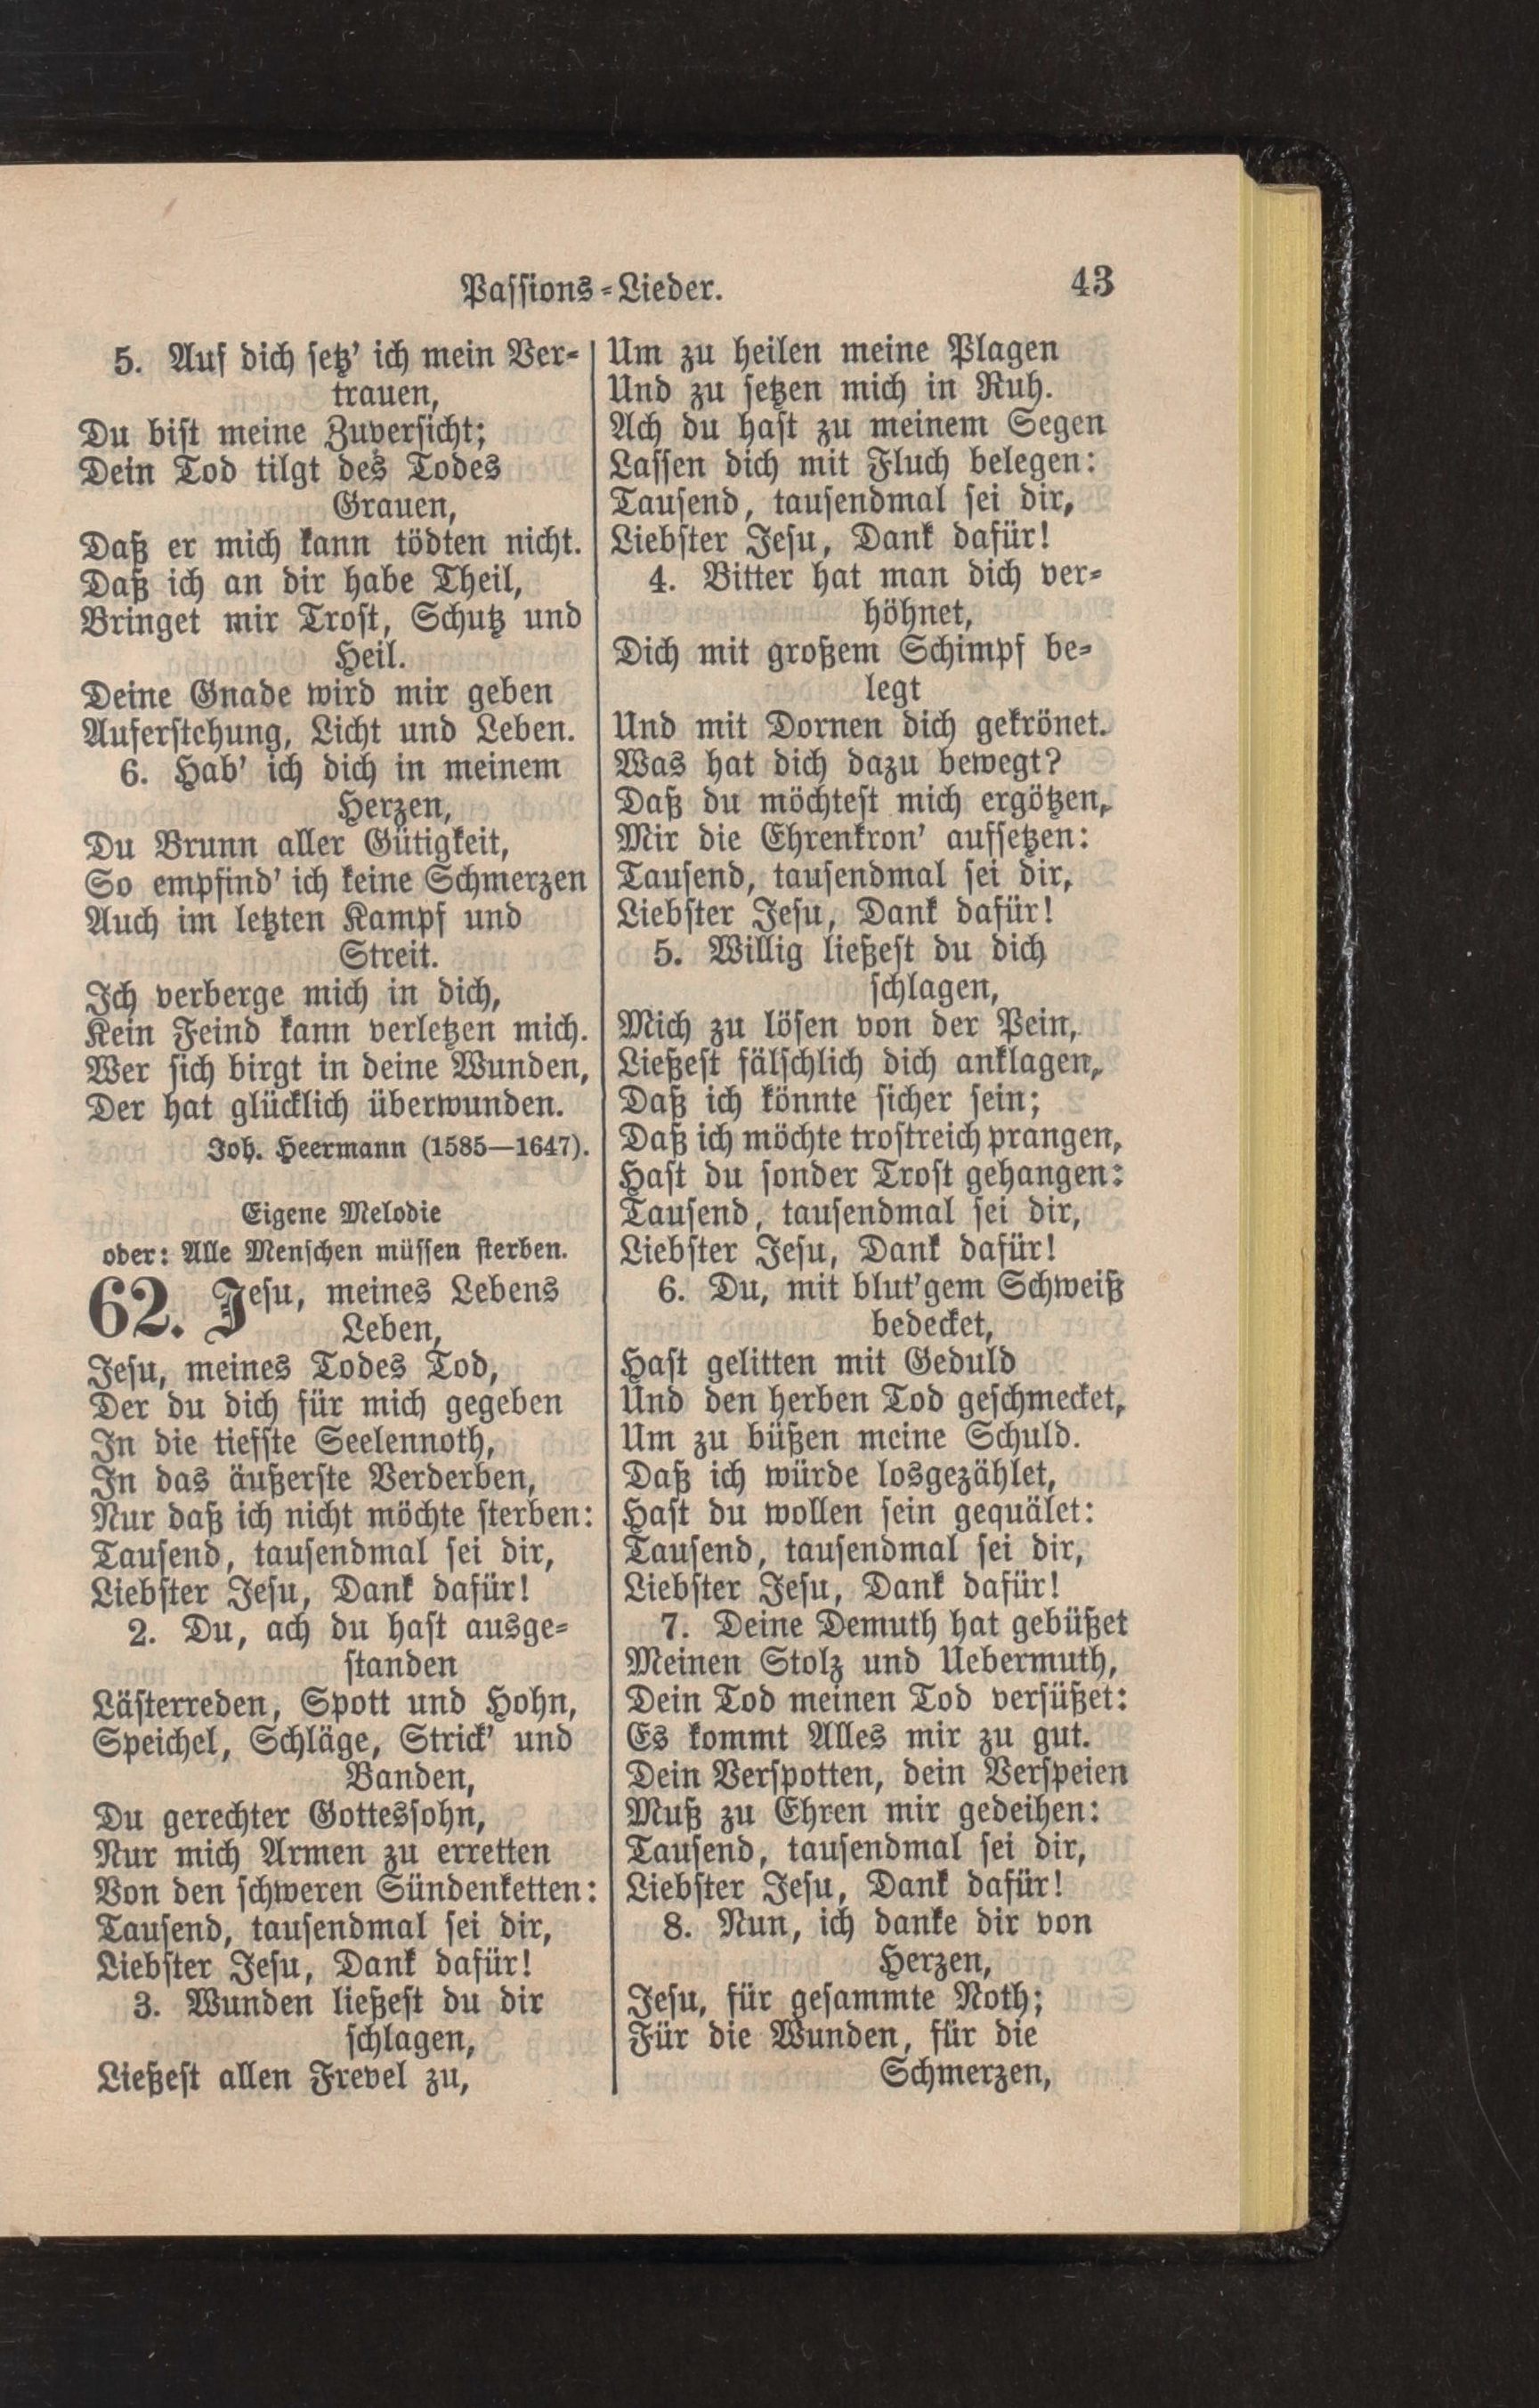 Passions-Lieder.
43
5. Auf dich setz' ich mein Ver-
trauen,
Du bist meine Zuversicht;
Dein Tod tilgt des Todes
Grauen,
Daß er mich kann tödten nicht.
Daß ich an dir habe Theil,
Bringet mir Trost, Schutz und
Heil.
Deine Gnade wird mir geben
Auferstehung, Licht und Leben.
6. Hab' ich dich in meinem
Herzen,
Du Brunn aller Gütigkeit,
So empfind' ich keine Schmerzen
Auch im letzten Kampf und
Streit.
Ich verberge mich in dich,
Kein Feind kann verletzen mich.
Wer sich birgt in deine Wunden,
Der hat glücklich überwunden.
Joh. Heermann (1585—1647).
Eigene Melodie
oder: Alle Menschen müssen sterben.
62. Jesu, meines Lebens
Leben,
Jesu, meines Todes Tod,
Der du dich für mich gegeben
In die tiefste Seelennoth,
In das äußerste Verderben,
Nur daß ich nicht möchte sterben:
Tausend, tausendmal sei dir,
Liebster Jesu, Dank dafür!
2. Du, ach du hast ausge-
standen
Lästerreden, Spott und Hohn,
Speichel, Schläge, Strick' und
Banden,
Du gerechter Gottessohn,
Nur mich Armen zu erretten
Von den schweren Sündenketten:
Tausend, tausendmal sei dir,
Liebster Jesu, Dank dafür!
3. Wunden ließest du dir
schlagen,
Ließest allen Frevel zu,
Um zu heilen meine Plagen
Und zu setzen mich in Ruh.
Ach du hast zu meinem Segen
Lassen dich mit Fluch belegen:
Tausend, tausendmal sei dir,
Liebster Jesu, Dank dafür!
4. Bitter hat man dich ver-
höhnet,
Dich mit großem Schimpf be-
legt
Und mit Dornen dich gekrönet.
Was hat dich dazu bewegt?
Daß du möchtest mich ergötzen,
Mir die Ehrenkron' aufsetzen:
Tausend, tausendmal sei dir,
Liebster Jesu, Dank dafür!
5. Willig ließest du dich
schlagen,
Mich zu lösen von der Pein,
Ließest fälschlich dich anklagen,
Daß ich könnte sicher sein;
Daß ich möchte trostreich prangen,
Hast du sonder Trost gehangen:
Tausend, tausendmal sei dir,
Liebster Jesu, Dank dafür!
6. Du, mit blut'gem Schweiß
bedecket,
Hast gelitten mit Geduld
Und den herben Tod geschmecket,
Um zu büßen meine Schuld.
Daß ich würde losgezählet,
Hast du wollen sein gequälet:
Tausend, tausendmal sei dir,
Liebster Jesu, Dank dafür!
7. Deine Demuth hat gebüßet
Meinen Stolz und Uebermuth,
Dein Tod meinen Tod versüßet:
Es kommt Alles mir zu gut.
Dein Verspotten, dein Verspeien
Muß zu Ehren mir gedeihen:
Tausend, tausendmal sei dir,
Liebster Jesu, Dank dafür!
8. Nun, ich danke dir von
Herzen,
Jesu, für gesammte Noth;
Für die Wunden, für die
Schmerzen,